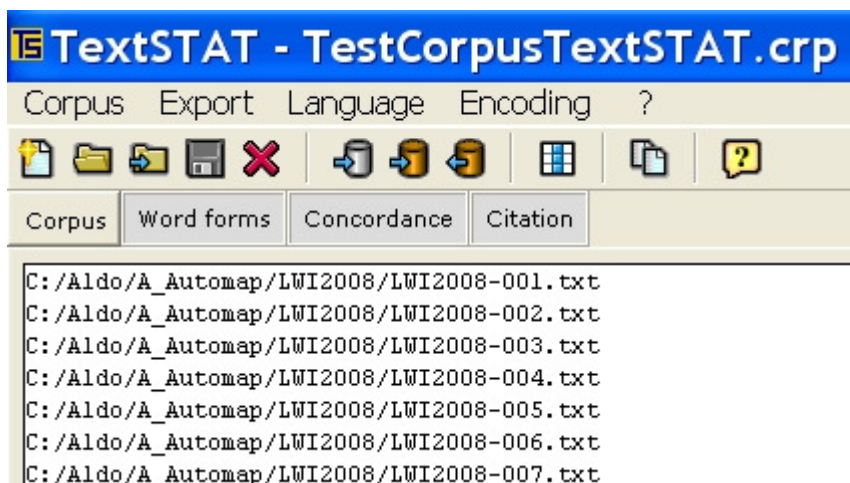 TS TextSTAT - TestCorpusTextSTAT.crp
Corpus Export Language Encoding ?
?
Corpus Word forms Concordance Citation
C:/Aldo/A_Automap/LWI2008/LWI2008-001.txt
C:/Aldo/A_Automap/LWI2008/LWI2008-002.txt
C:/Aldo/A_Automap/LWI2008/LWI2008-003.txt
C:/Aldo/A_Automap/LWI2008/LWI2008-004.txt
C:/Aldo/A_Automap/LWI2008/LWI2008-005.txt
C:/Aldo/A_Automap/LWI2008/LWI2008-006.txt
C:/Aldo/A_Automap/LWI2008/LWI2008-007.txt